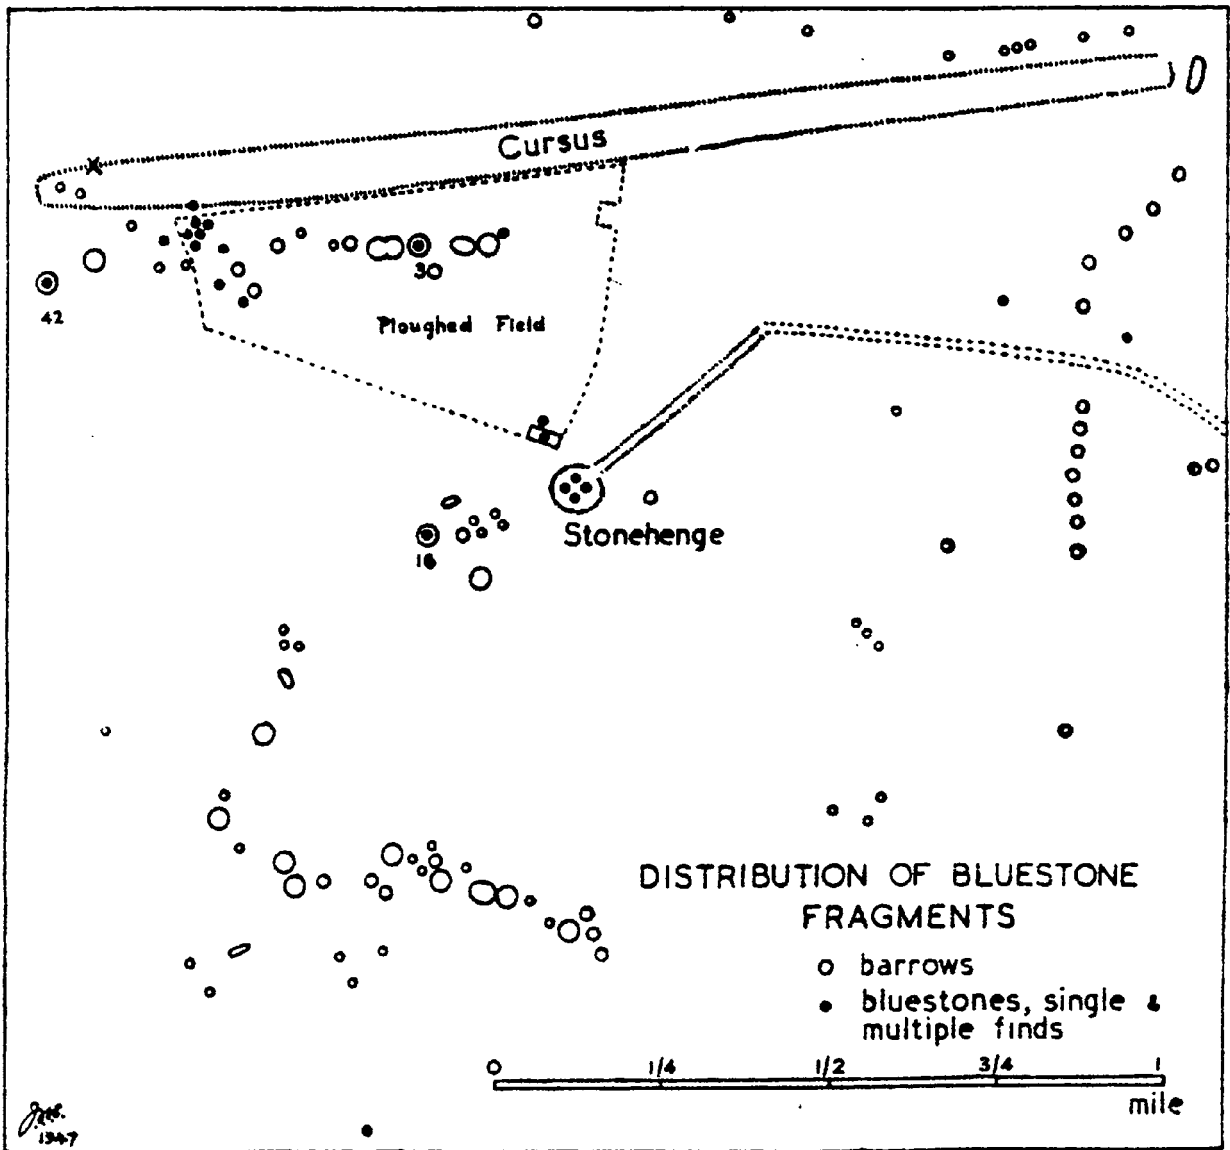 Cursus
30
42
Ploughed Field
Stonehenge
16
DISTRIBUTION OF BLUESTONE
FRAGMENTS
barrows
bluestones, single &
multiple finds
0 1/4 1/2 3/4 1
mile
1947